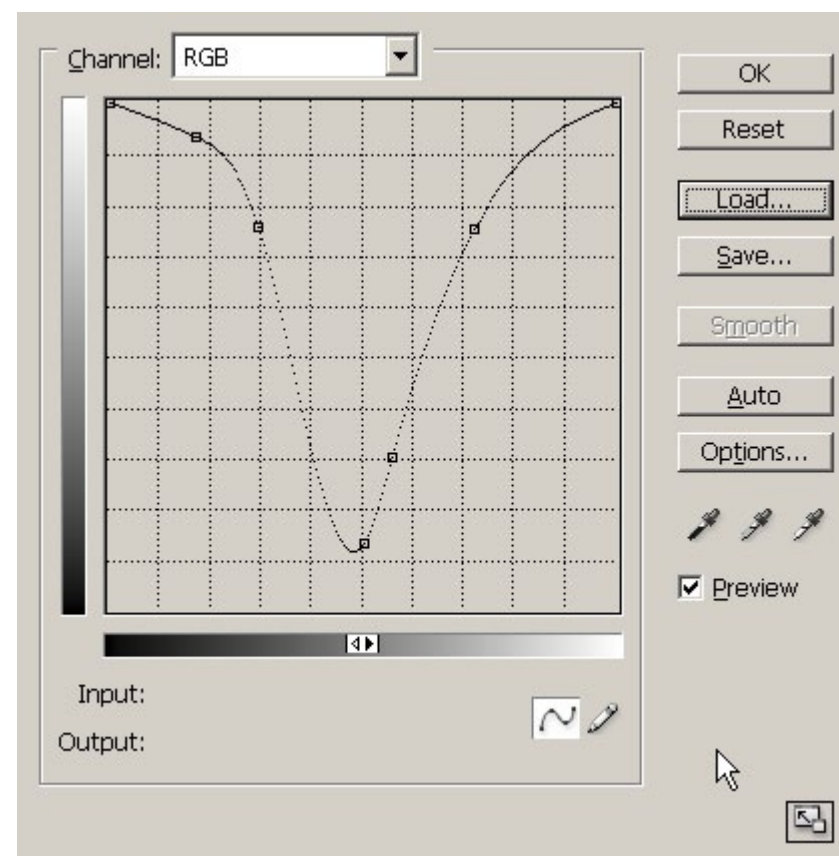 Channel: RGB
OK
Reset
Load...
Save...
Smooth
Auto
Options...
Preview
Input:
Output: